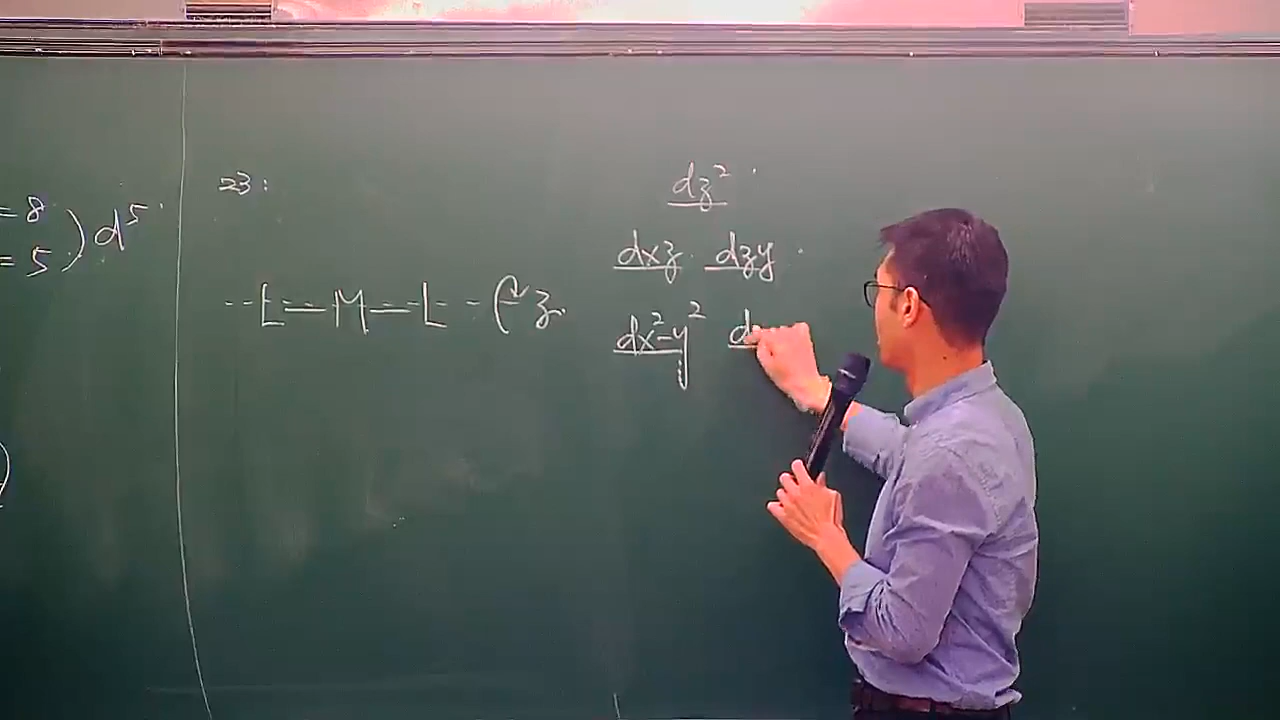 = 8
= 5 ) d⁵
23:
L — M — L z
dz²
dxz dzy
dx²-y² d